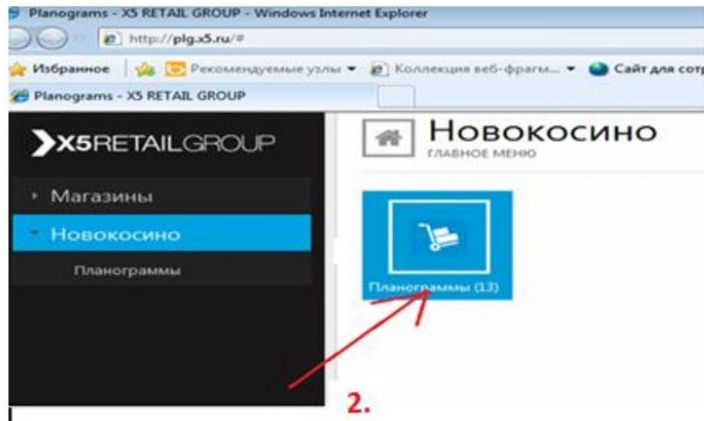 Planograms - X5 RETAIL GROUP - Windows Internet Explorer
http://plg.x5.ru/#
Избранное Рекомендуемые узлы Коллекция веб-фрагм... Сайт для сотр
Planograms - X5 RETAIL GROUP
X5RETAILGROUP
Магазины
Новокосино
Планограммы
Новокосино
ГЛАВНОЕ МЕНЮ
Планограммы (13)
2.